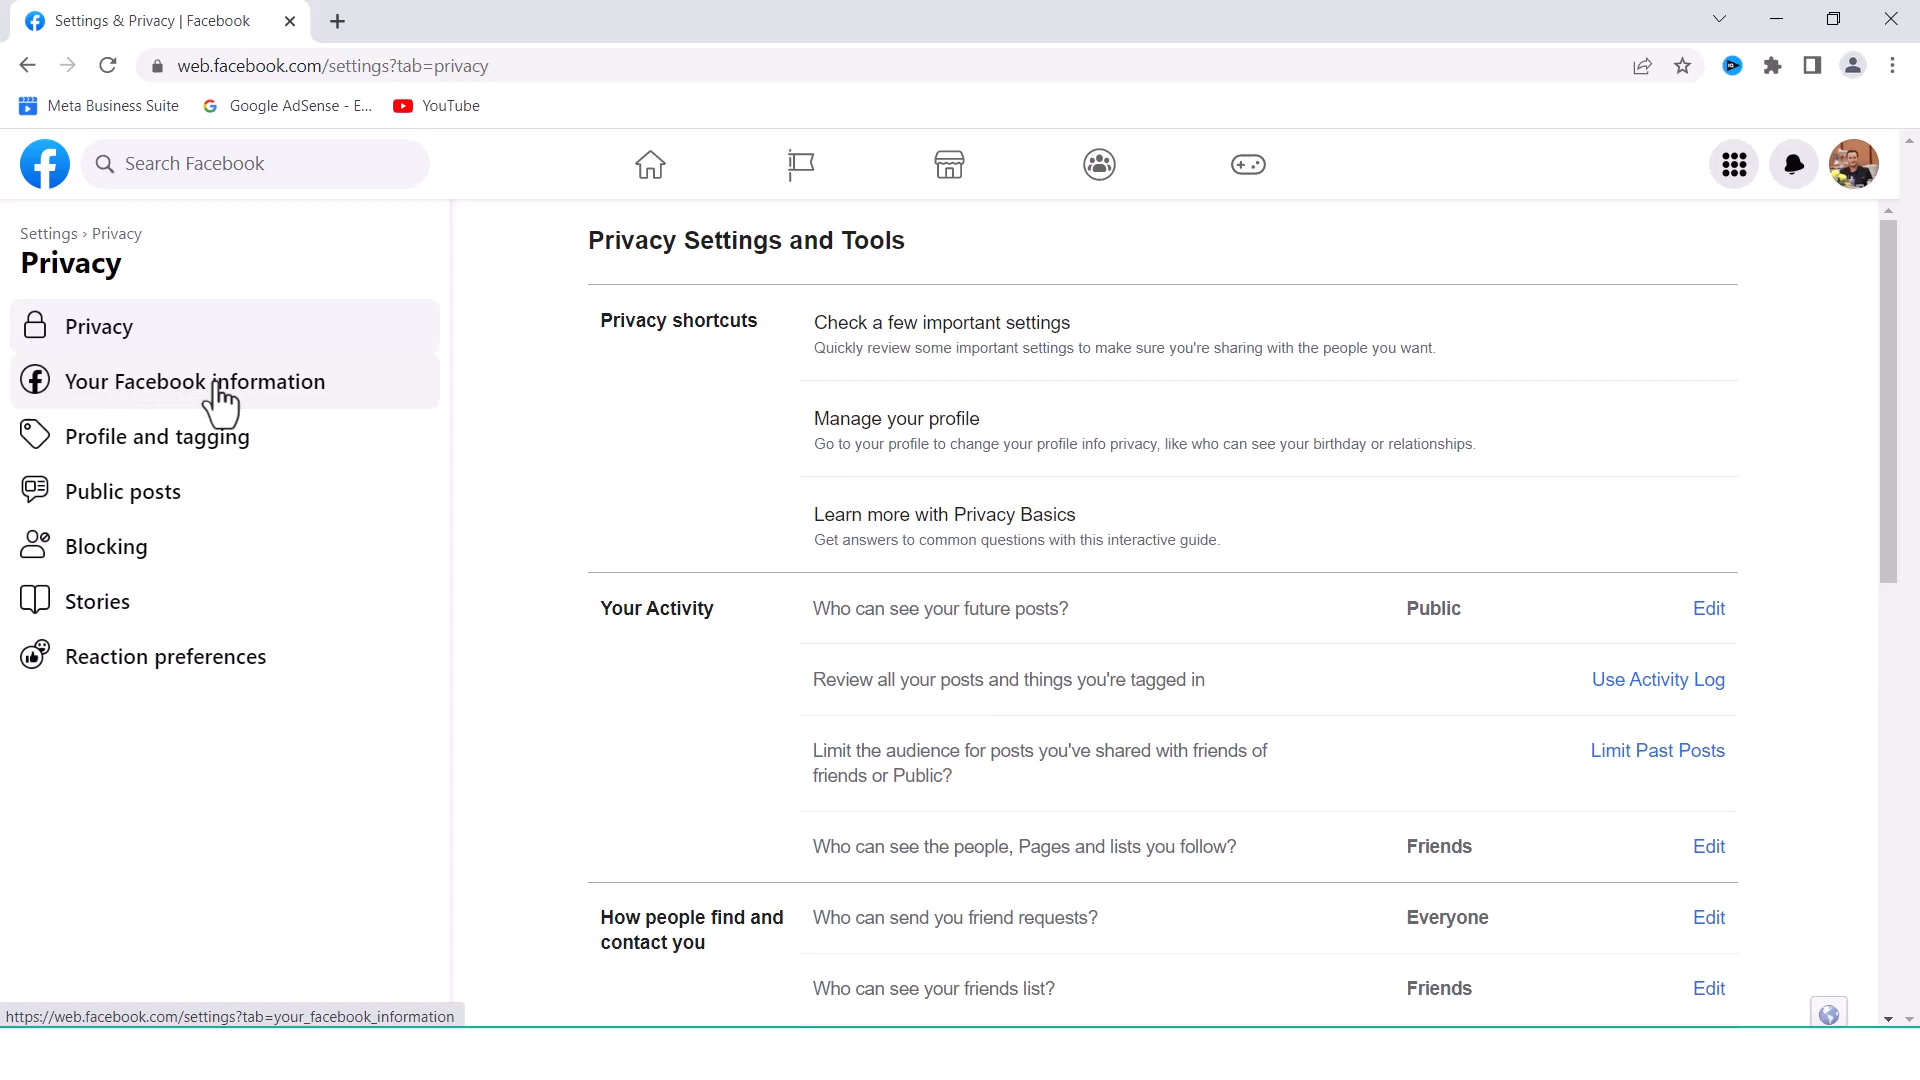 Settings & Privacy | Facebook
web.facebook.com/settings?tab=privacy
Meta Business Suite
Google AdSense - E...
YouTube
Search Facebook
Settings › Privacy
Privacy
Privacy
Your Facebook information
Profile and tagging
Public posts
Blocking
Stories
Reaction preferences
Privacy Settings and Tools
Privacy shortcuts
Check a few important settings
Quickly review some important settings to make sure you're sharing with the people you want.
Manage your profile
Go to your profile to change your profile info privacy, like who can see your birthday or relationships.
Learn more with Privacy Basics
Get answers to common questions with this interactive guide.
Your Activity
Who can see your future posts? Public Edit
Review all your posts and things you're tagged in Use Activity Log
Limit the audience for posts you've shared with friends of Limit Past Posts
friends or Public?
Who can see the people, Pages and lists you follow? Friends Edit
How people find and
contact you
Who can send you friend requests? Everyone Edit
Who can see your friends list? Friends Edit
https://web.facebook.com/settings?tab=your_facebook_information